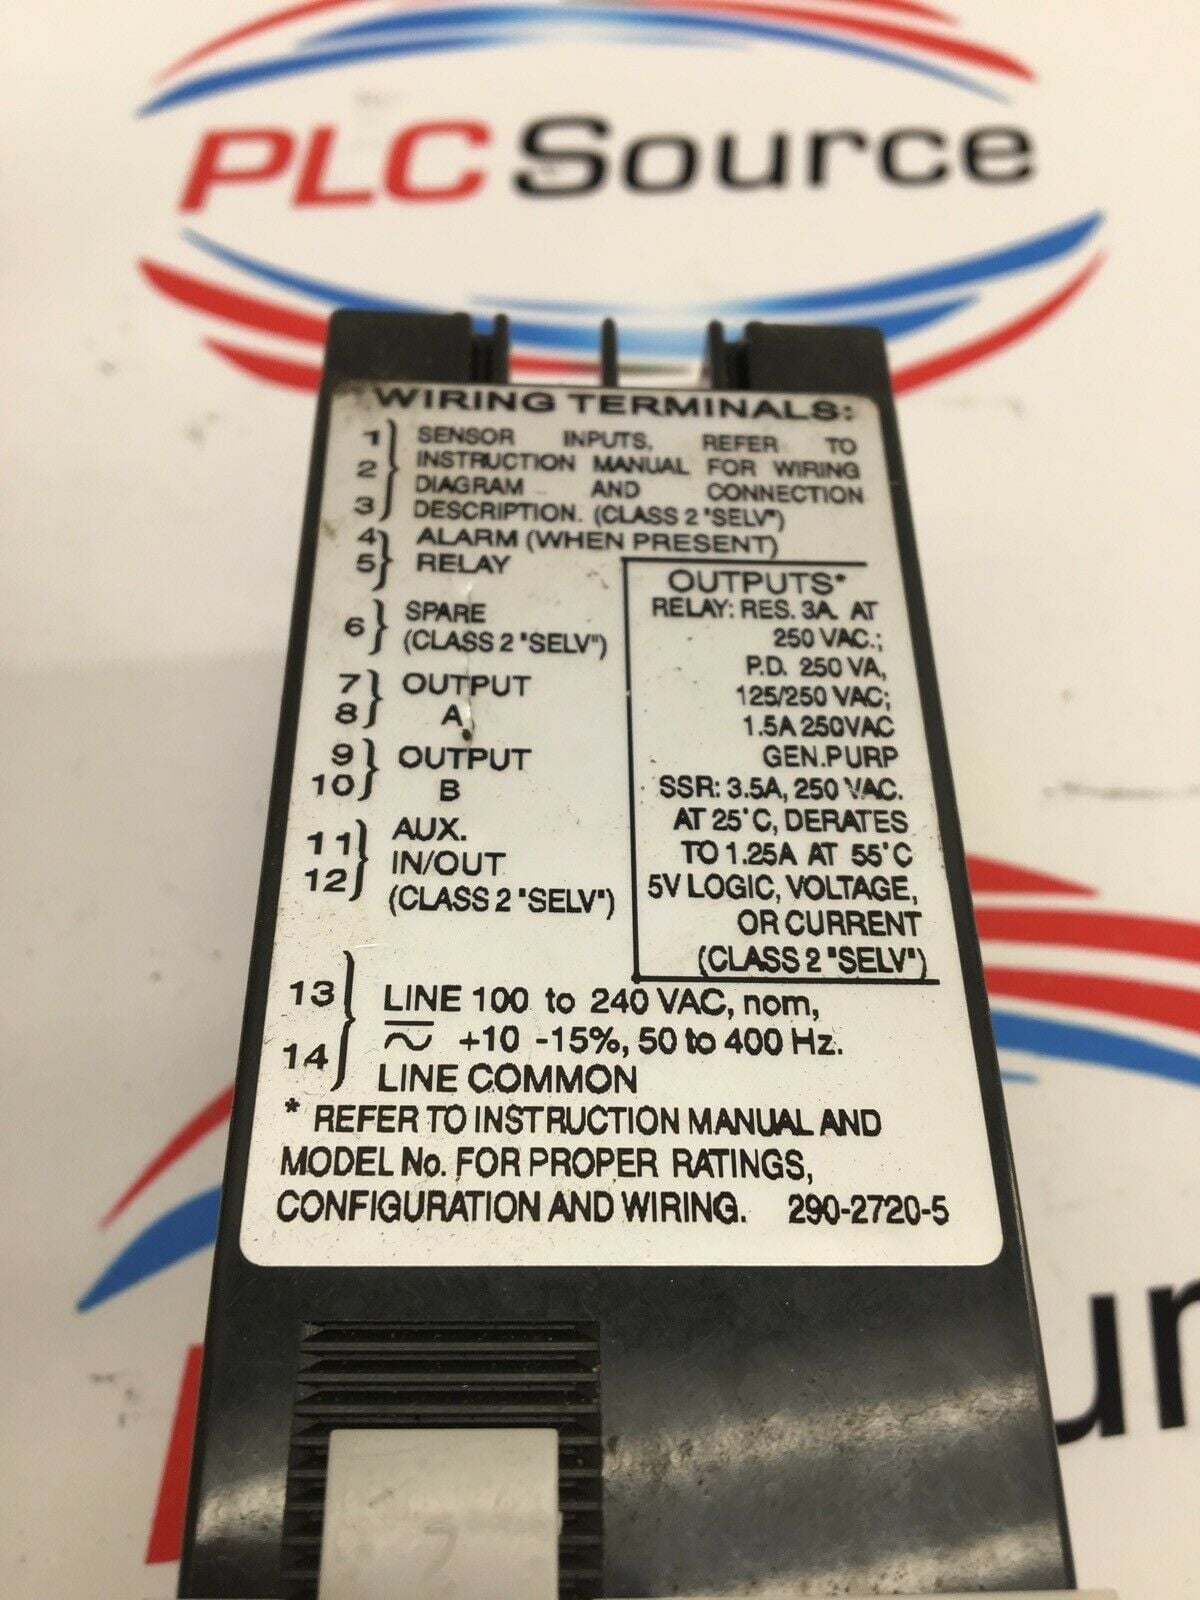 PLC Source
WIRING TERMINALS:
1 SENSOR INPUTS, REFER TO
2 INSTRUCTION MANUAL FOR WIRING
DIAGRAM AND CONNECTION
3 DESCRIPTION. (CLASS 2 "SELV")
4 ALARM (WHEN PRESENT)
5 RELAY
6 SPARE
(CLASS 2 "SELV")
7 OUTPUT
8 A
9 OUTPUT
10 B
11 AUX.
12 IN/OUT
(CLASS 2 "SELV")
OUTPUTS*
RELAY: RES. 3A. AT
250 VAC.;
P.D. 250 VA,
125/250 VAC;
1.5A 250VAC
GEN.PURP
SSR: 3.5A, 250 VAC.
AT 25°C, DERATES
TO 1.25A AT 55°C
5V LOGIC, VOLTAGE,
OR CURRENT
(CLASS 2 "SELV")
13 LINE 100 to 240 VAC, nom,
+10 -15%, 50 to 400 Hz.
14 LINE COMMON
* REFER TO INSTRUCTION MANUAL AND
MODEL No. FOR PROPER RATINGS,
CONFIGURATION AND WIRING. 290-2720-5